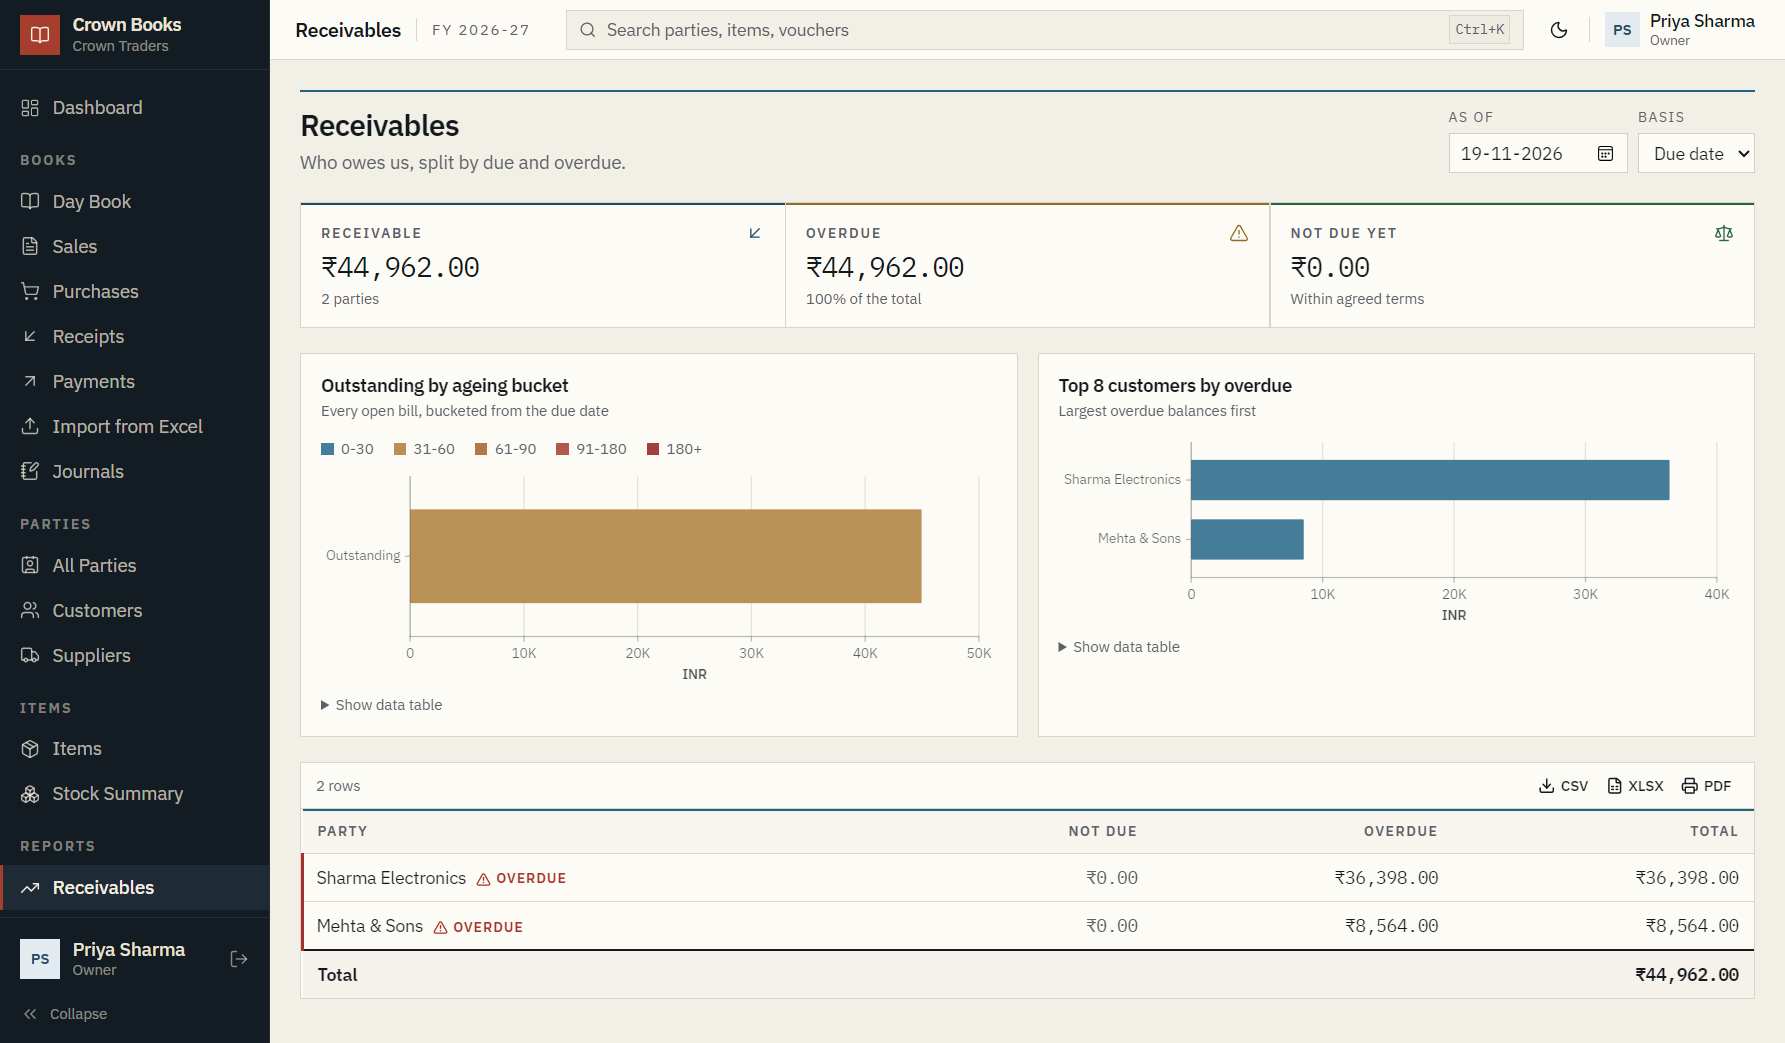 Crown Books
Crown Traders
Dashboard
BOOKS
Day Book
Sales
Purchases
Receipts
Payments
Import from Excel
Journals
PARTIES
All Parties
Customers
Suppliers
ITEMS
Items
Stock Summary
REPORTS
Receivables
PS
Priya Sharma
Owner
Collapse
Receivables
FY 2026-27
Search parties, items, vouchers
Ctrl+K
PS
Priya Sharma
Owner
Receivables
Who owes us, split by due and overdue.
AS OF
19-11-2026
BASIS
Due date
RECEIVABLE
₹44,962.00
2 parties
OVERDUE
₹44,962.00
100% of the total
NOT DUE YET
₹0.00
Within agreed terms
Outstanding by ageing bucket
Every open bill, bucketed from the due date
0-30 31-60 61-90 91-180 180+
Outstanding
0 10K 20K 30K 40K 50K
INR
Show data table
Top 8 customers by overdue
Largest overdue balances first
Sharma Electronics
Mehta & Sons
0 10K 20K 30K 40K
INR
Show data table
2 rows
CSV XLSX PDF
PARTY NOT DUE OVERDUE TOTAL
Sharma Electronics OVERDUE ₹0.00 ₹36,398.00 ₹36,398.00
Mehta & Sons OVERDUE ₹0.00 ₹8,564.00 ₹8,564.00
Total ₹44,962.00